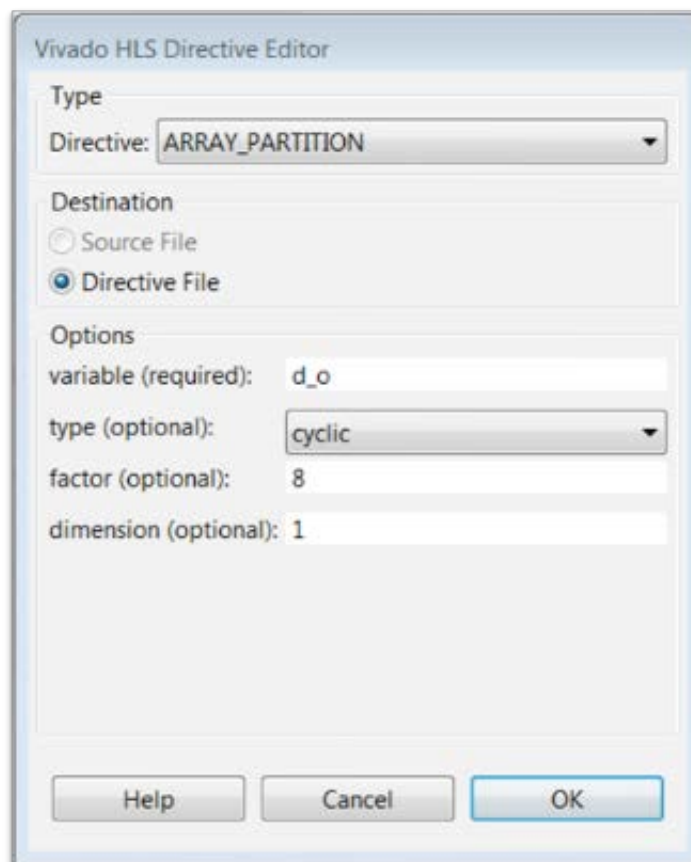 Vivado HLS Directive Editor
Type
Directive: ARRAY_PARTITION
Destination
Source File
Directive File
Options
variable (required): d_o
type (optional): cyclic
factor (optional): 8
dimension (optional): 1
Help Cancel OK